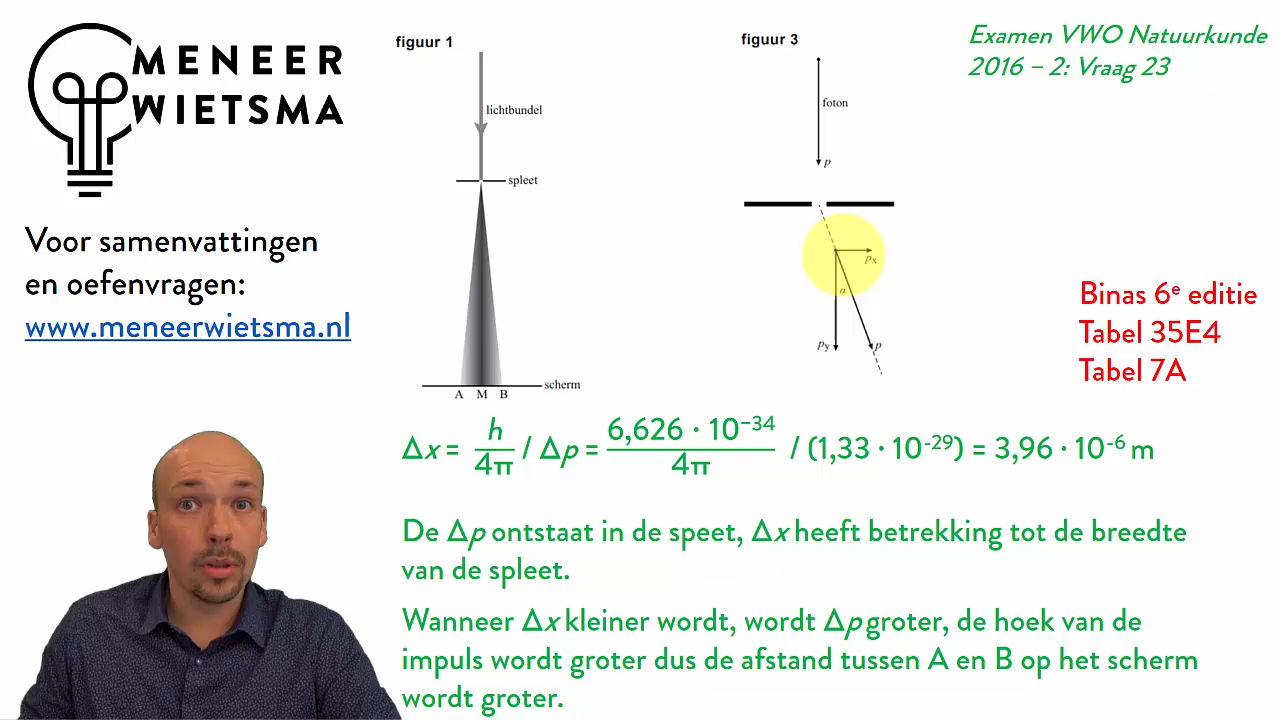 MENEER
WIETSMA
Voor samenvattingen
en oefenvragen:
www.meneerwietsma.nl
figuur 1
lichtbundel
spleet
scherm
A M B
figuur 3
foton
p
px
α
py
p
Examen VWO Natuurkunde
2016 – 2: Vraag 23
Binas 6e editie
Tabel 35E4
Tabel 7A
Δx = h/4π / Δp = 6,626 · 10⁻³⁴/4π / (1,33 · 10⁻²⁹) = 3,96 · 10⁻⁶ m
De Δp ontstaat in de speet, Δx heeft betrekking tot de breedte
van de spleet.
Wanneer Δx kleiner wordt, wordt Δp groter, de hoek van de
impuls wordt groter dus de afstand tussen A en B op het scherm
wordt groter.